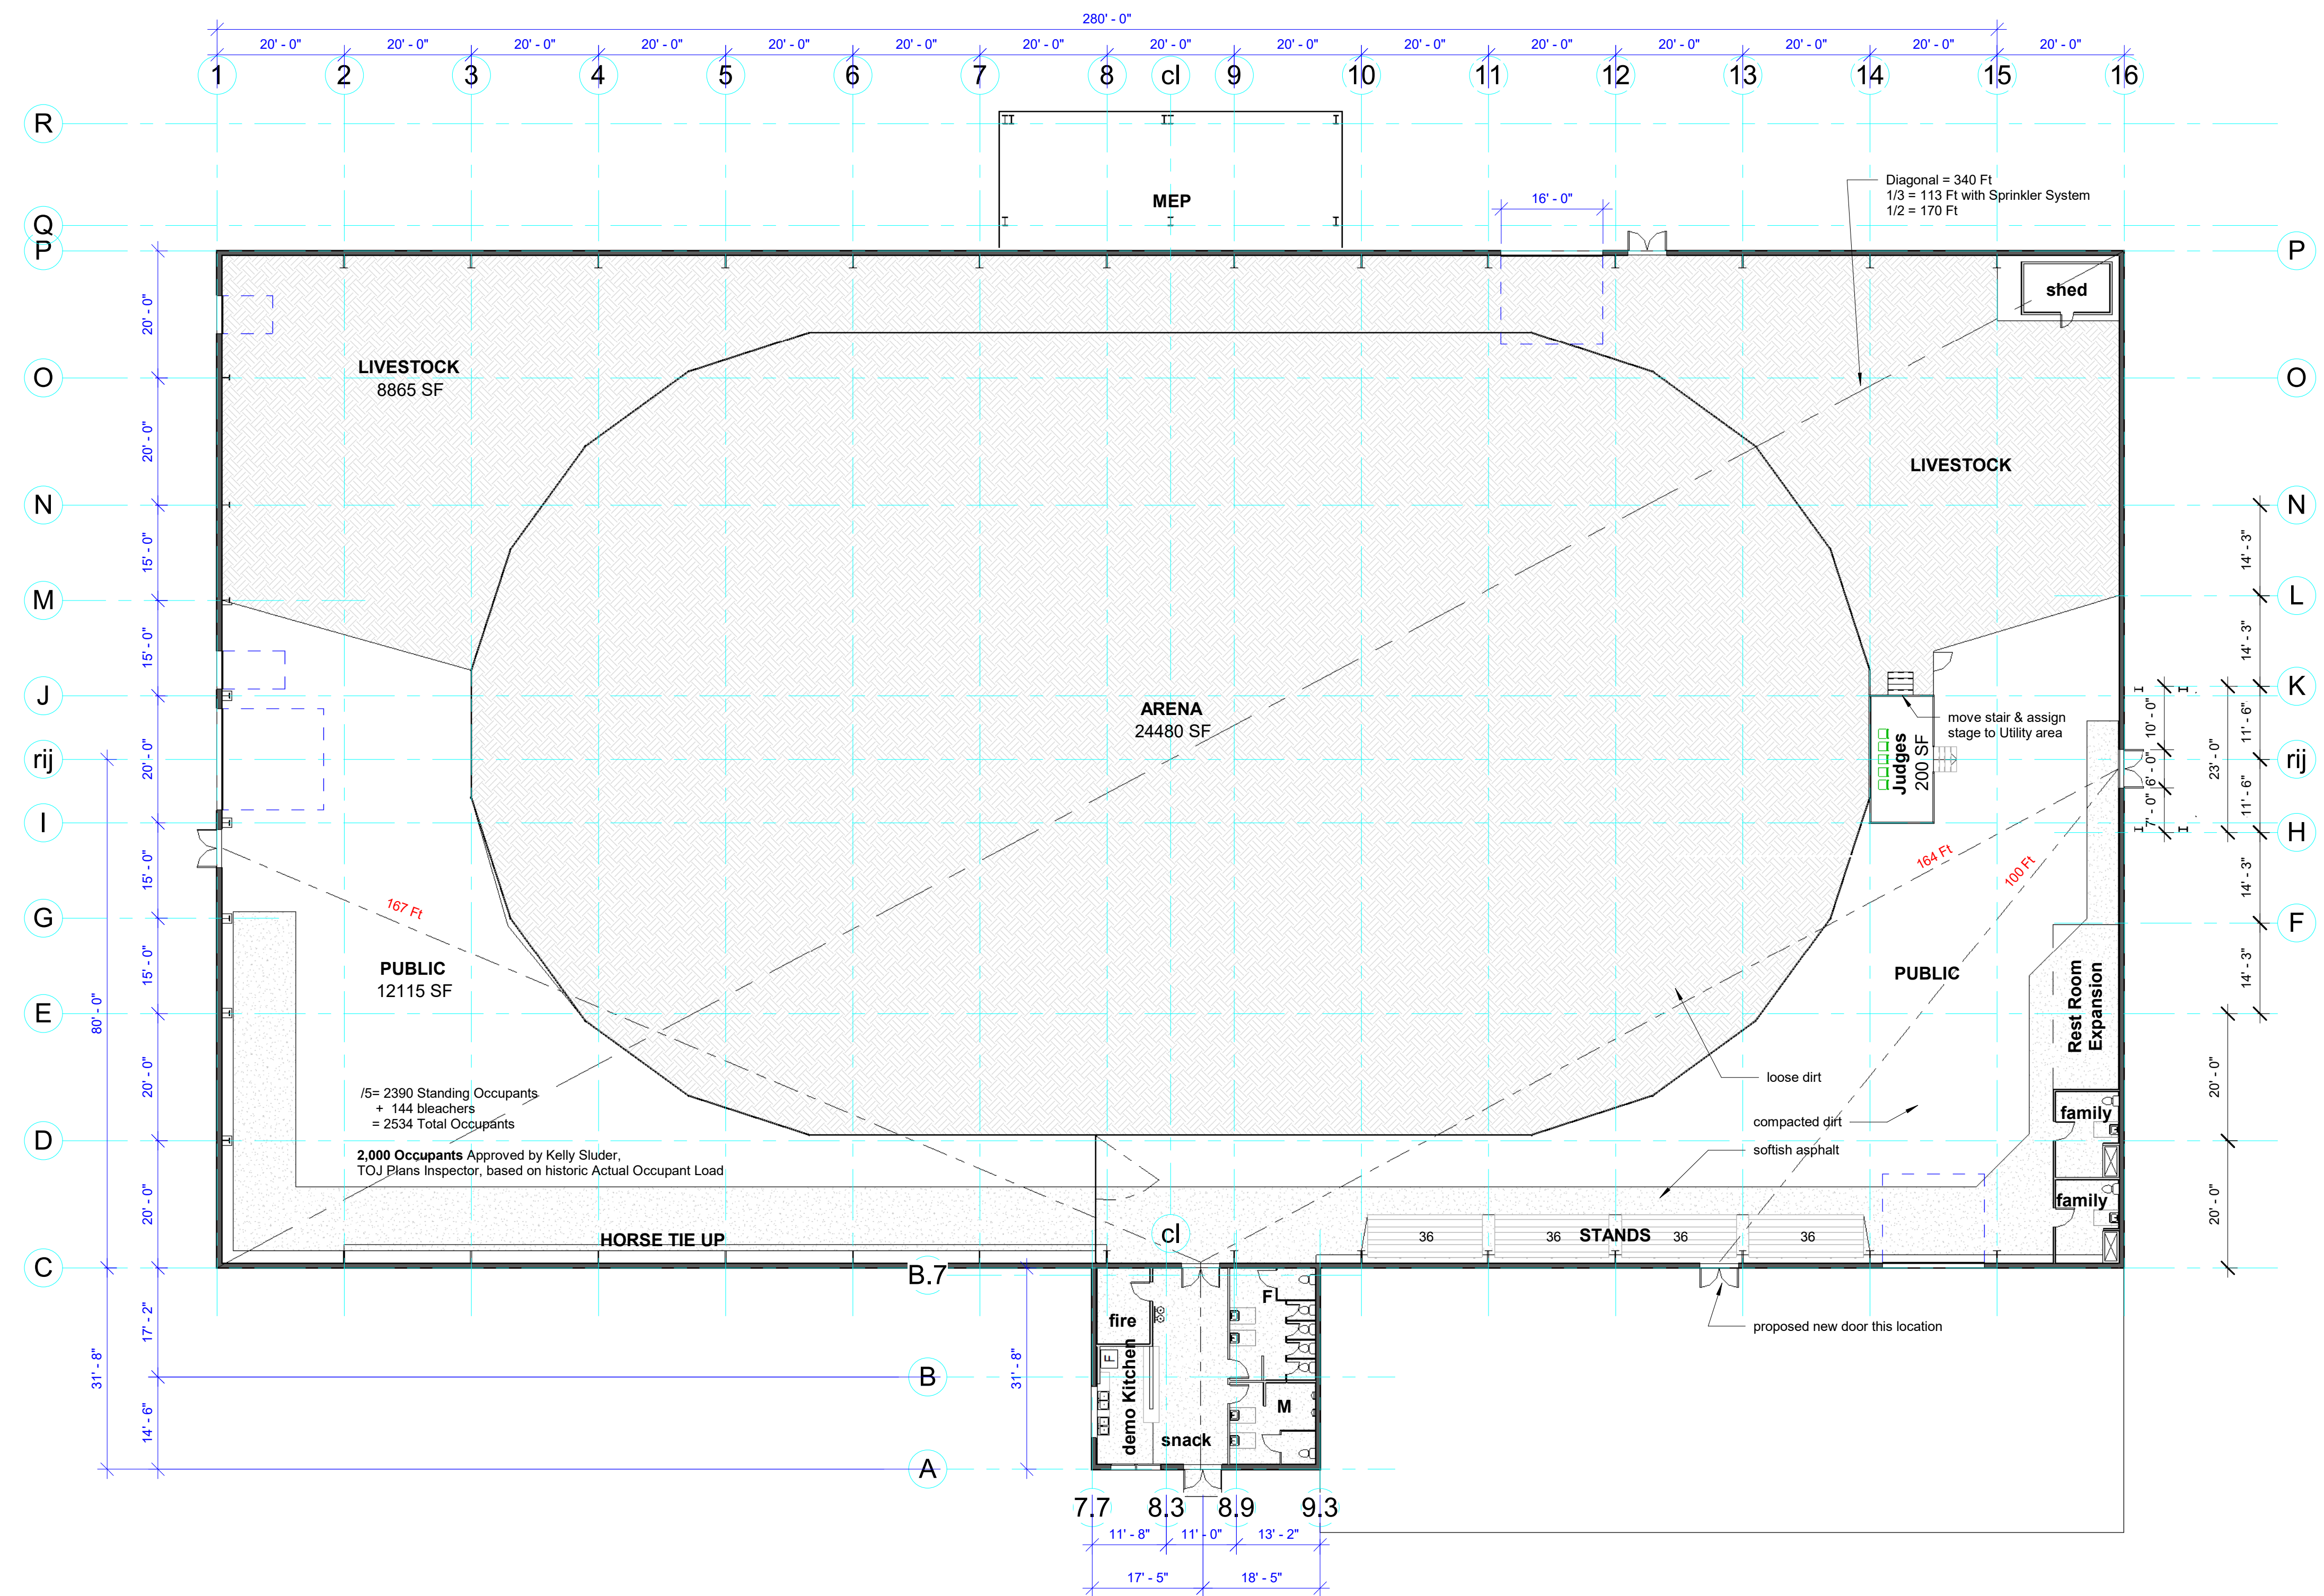 280' - 0"
20' - 0" 20' - 0" 20' - 0" 20' - 0" 20' - 0" 20' - 0" 20' - 0" 20' - 0" 20' - 0" 20' - 0" 20' - 0" 20' - 0" 20' - 0" 20' - 0" 20' - 0"
1 2 3 4 5 6 7 8 cl 9 10 11 12 13 14 15 16
R
Diagonal = 340 Ft
1/3 = 113 Ft with Sprinkler System
1/2 = 170 Ft
MEP
16' - 0"
Q
P
P
shed
20' - 0"
LIVESTOCK
8865 SF
O
O
20' - 0"
LIVESTOCK
N
N
15' - 0"
14' - 3"
M
L
15' - 0"
14' - 3"
J
K
ARENA
24480 SF
move stair & assign
stage to Utility area
Judges
200 SF
10' - 0"
11' - 6"
rij
20' - 0"
6' - 0"
23' - 0"
rij
7' - 0"
11' - 6"
I
H
15' - 0"
164 Ft
100 Ft
14' - 3"
167 Ft
G
F
15' - 0"
PUBLIC
12115 SF
PUBLIC
Rest Room
Expansion
14' - 3"
80' - 0"
E
20' - 0"
loose dirt
20' - 0"
/5= 2390 Standing Occupants
+ 144 bleachers
= 2534 Total Occupants
compacted dirt
family
D
2,000 Occupants Approved by Kelly Sluder,
TOJ Plans Inspector, based on historic Actual Occupant Load
softish asphalt
20' - 0"
family
20' - 0"
HORSE TIE UP
cl
36 36 STANDS 36 36
C
B.7
F
17' - 2"
fire
proposed new door this location
31' - 8"
31' - 8"
F
B
demo Kitchen
14' - 6"
M
snack
A
7.7 8.3 8.9 9.3
11' - 8" 11' - 0" 13' - 2"
17' - 5" 18' - 5"